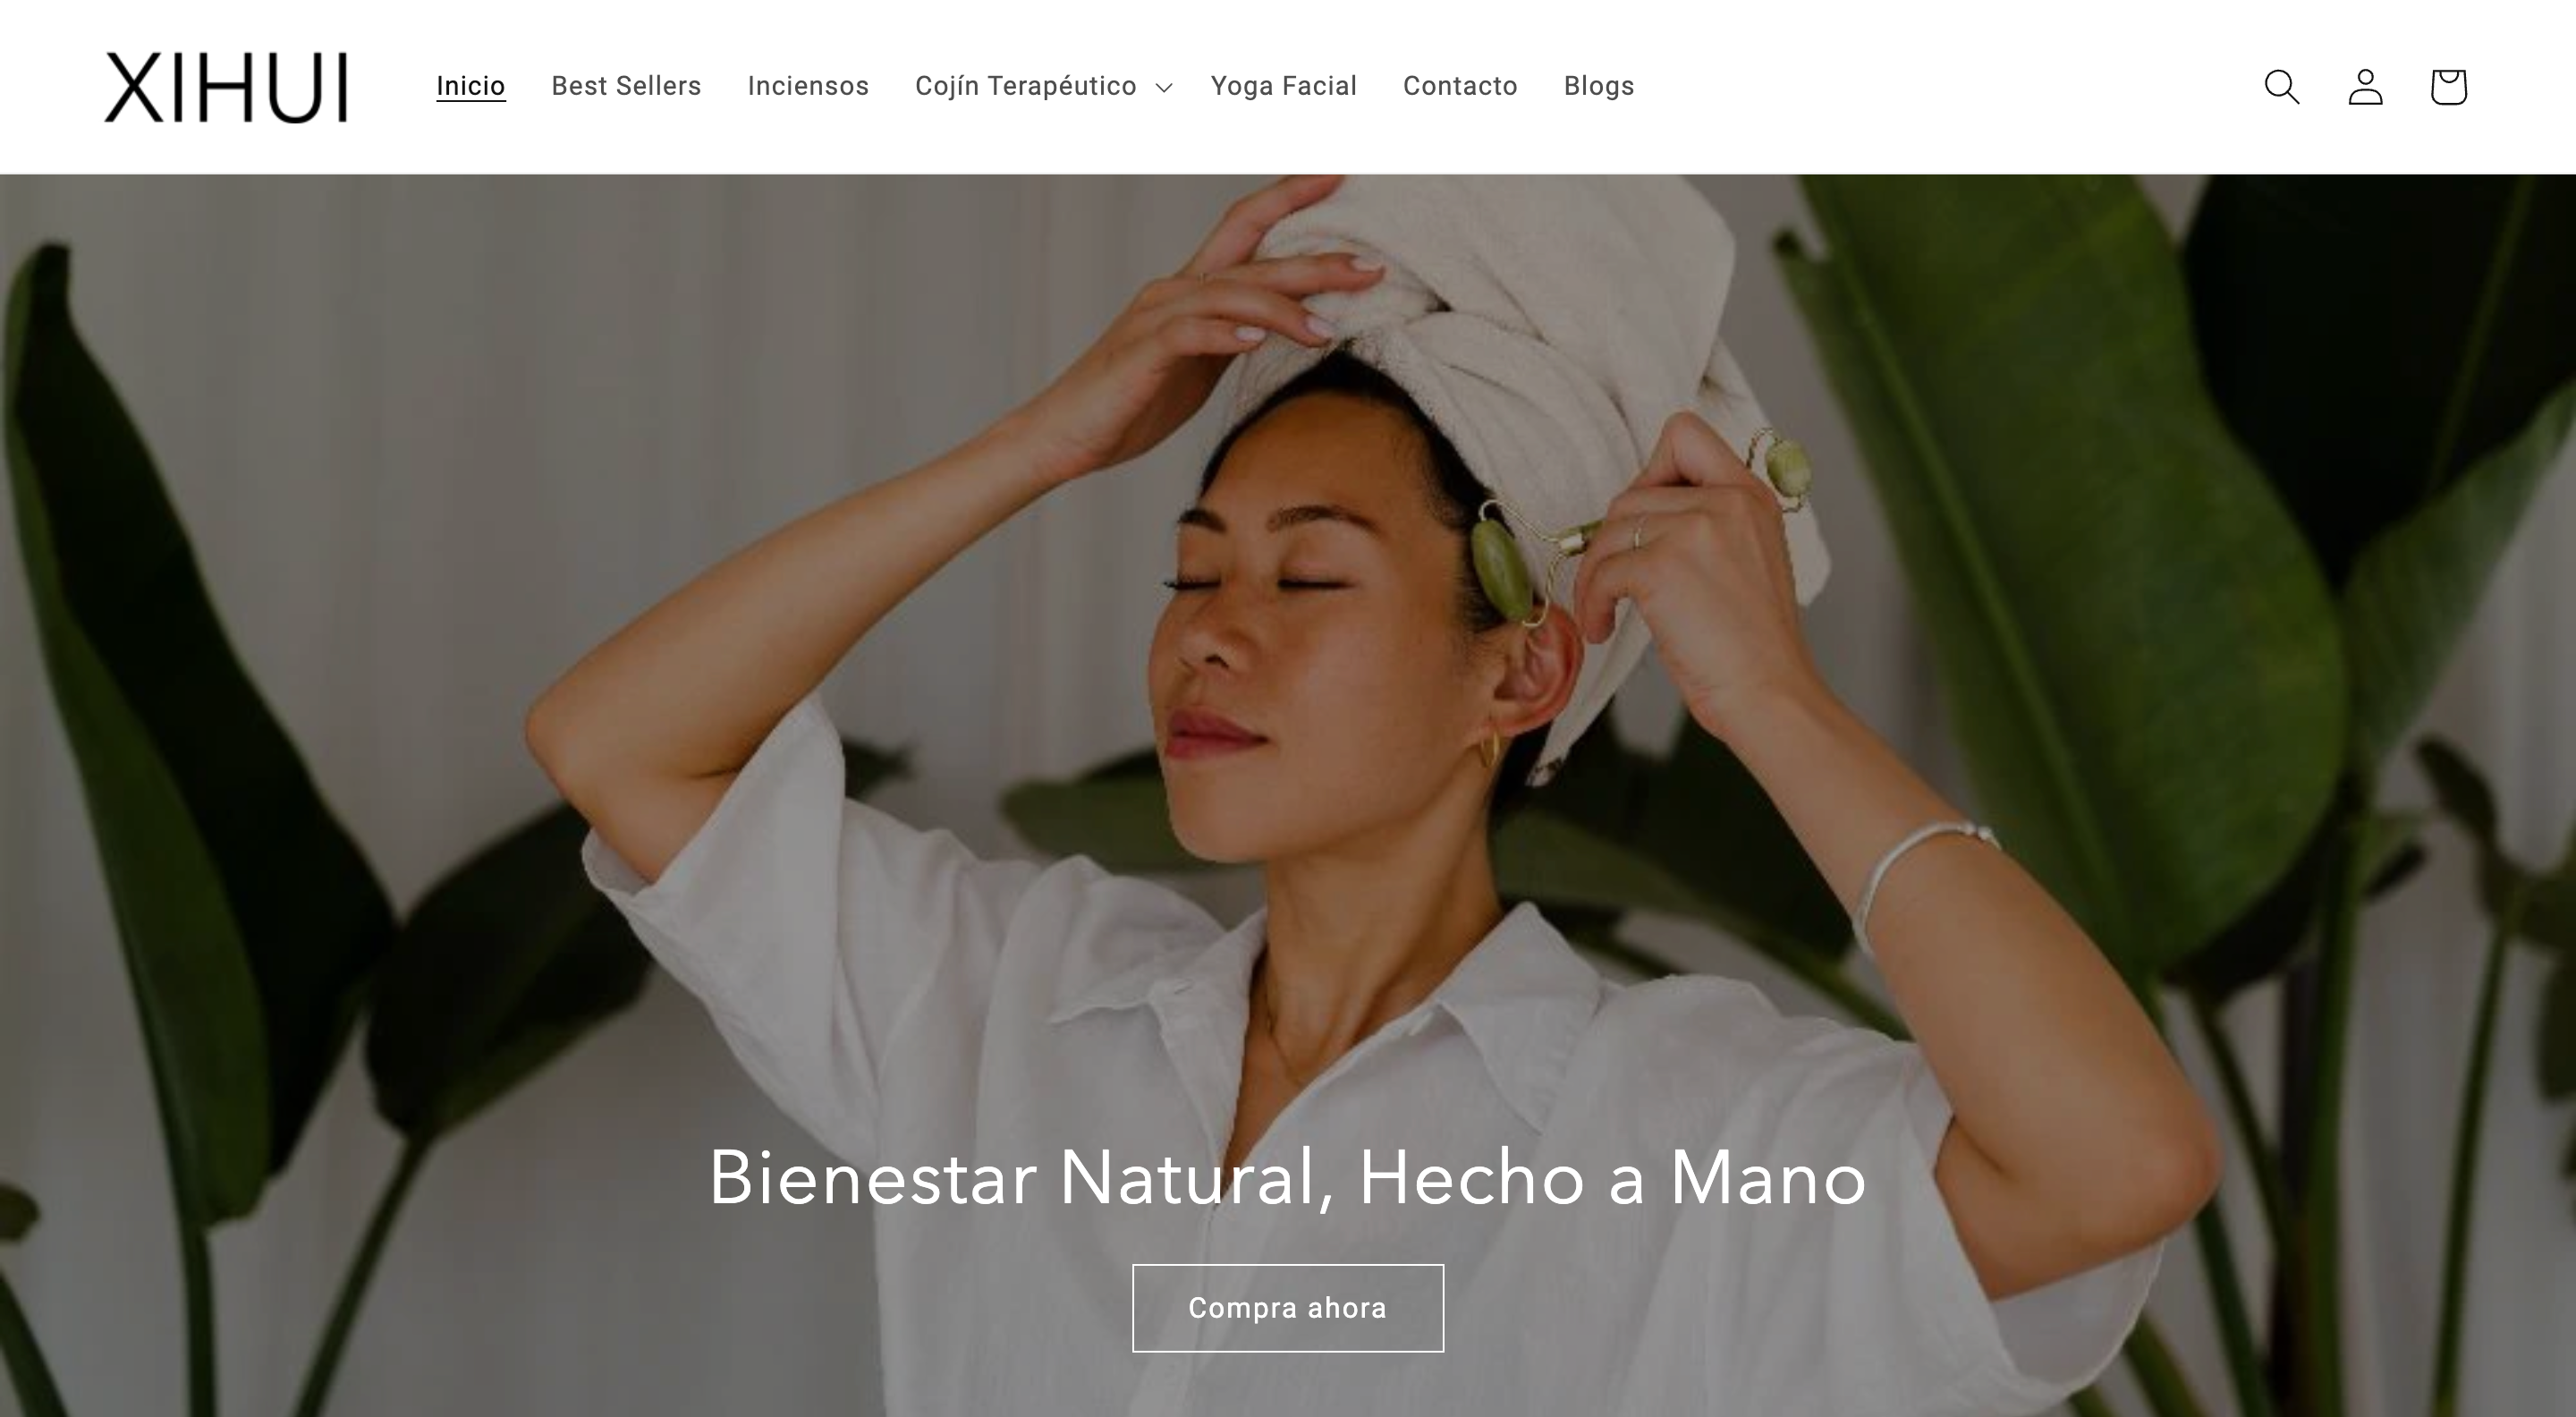 XIHUI
Inicio Best Sellers Inciensos Cojín Terapéutico Yoga Facial Contacto Blogs
Bienestar Natural, Hecho a Mano
Compra ahora